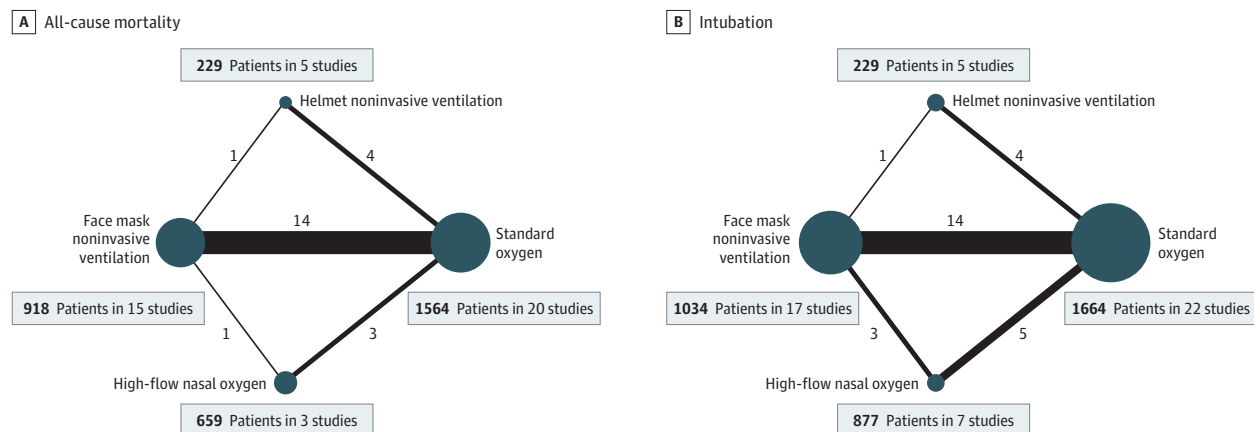 A All-cause mortality
229 Patients in 5 studies
Helmet noninvasive ventilation
1
4
Face mask
noninvasive
ventilation
14
Standard
oxygen
918 Patients in 15 studies
1564 Patients in 20 studies
1
3
High-flow nasal oxygen
659 Patients in 3 studies
B Intubation
229 Patients in 5 studies
Helmet noninvasive ventilation
1
4
Face mask
noninvasive
ventilation
14
Standard
oxygen
1034 Patients in 17 studies
1664 Patients in 22 studies
3
5
High-flow nasal oxygen
877 Patients in 7 studies